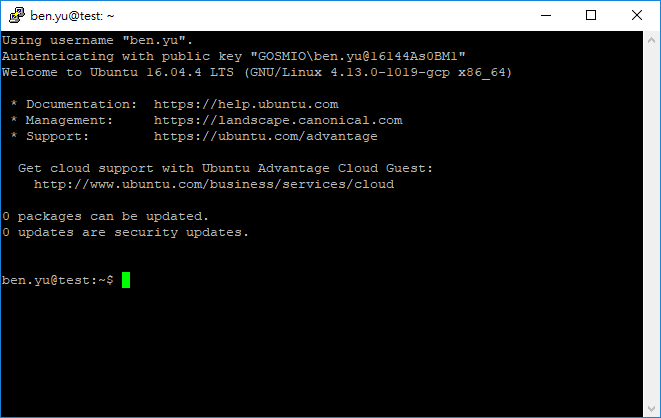 ben.yu@test: ~
Using username "ben.yu".
Authenticating with public key "GOSMIO\ben.yu@16144As0BM1"
Welcome to Ubuntu 16.04.4 LTS (GNU/Linux 4.13.0-1019-gcp x86_64)
* Documentation:  https://help.ubuntu.com
* Management:     https://landscape.canonical.com
* Support:        https://ubuntu.com/advantage
Get cloud support with Ubuntu Advantage Cloud Guest:
http://www.ubuntu.com/business/services/cloud
0 packages can be updated.
0 updates are security updates.
ben.yu@test:~$